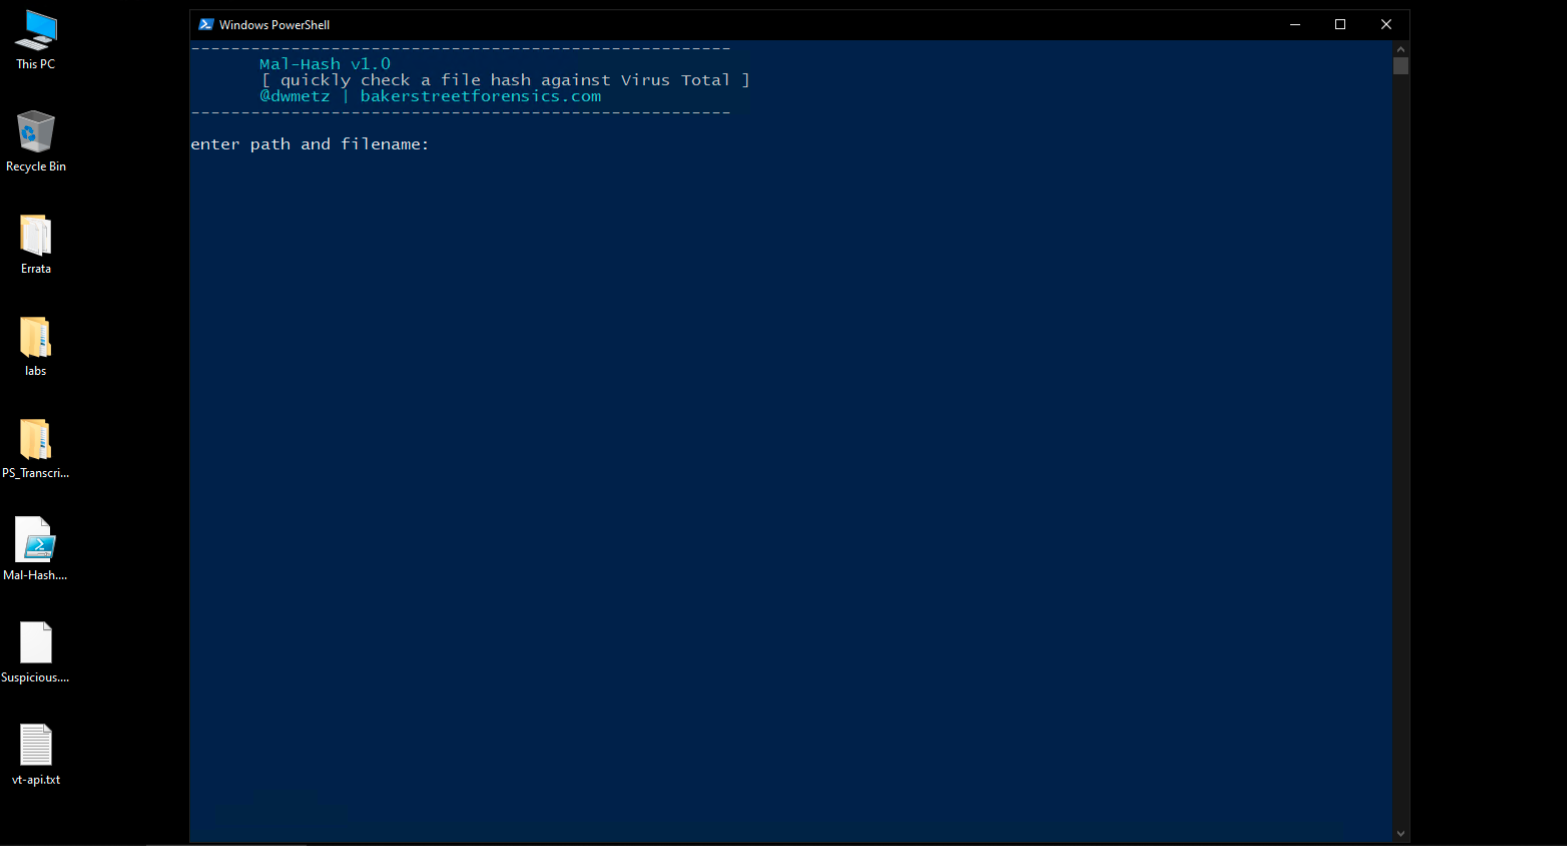 This PC
Recycle Bin
Errata
labs
PS_Transcri...
Mal-Hash....
Suspicious....
vt-api.txt
Windows PowerShell
------------------------------------------------------
Mal-Hash v1.0
[ quickly check a file hash against Virus Total ]
@dwmetz | bakerstreetforensics.com
------------------------------------------------------
enter path and filename: